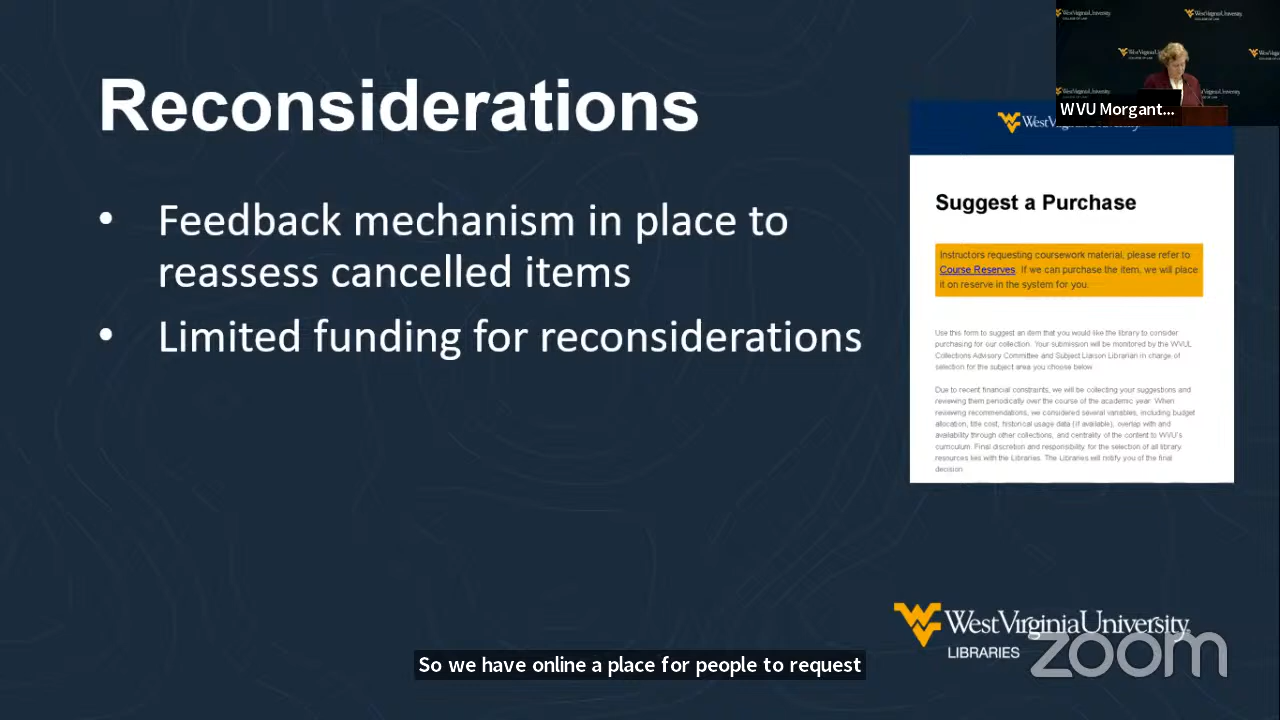 Reconsiderations
• Feedback mechanism in place to
reassess cancelled items
• Limited funding for reconsiderations
WestVirginiaUniversity
COLLEGE OF LAW
WestVirginiaUniversity
COLLEGE OF LAW
WVU Morgant...
Suggest a Purchase
Instructors requesting coursework material, please refer to
Course Reserves. If we can purchase the item, we will place
it on reserve in the system for you.
Use this form to suggest an item that you would like the library to consider
purchasing for our collection. Your submission will be monitored by the WVUL
Collections Advisory Committee and Subject Liaison Librarian in charge of
selection for the subject area you choose below
Due to recent financial constraints, we will be collecting your suggestions and
reviewing them periodically over the course of the academic year. When
reviewing recommendations, we considered several variables, including budget
allocation, title cost, historical usage data (if available), overlap with and
availability through other collections, and centrality of the content to WVU's
curriculum. Final discretion and responsibility for the selection of all library
resources lies with the Libraries. The Libraries will notify you of the final
decision
WestVirginiaUniversity
LIBRARIES
zoom
So we have online a place for people to request